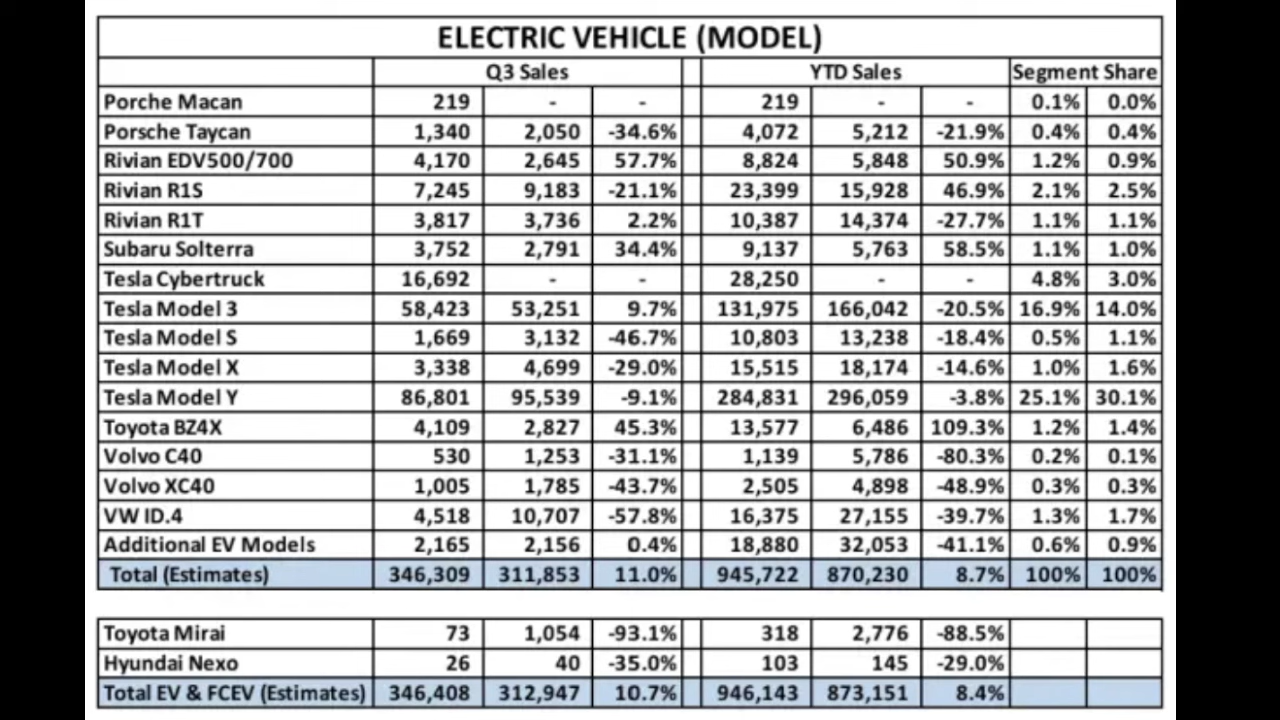 ELECTRIC VEHICLE (MODEL)
Q3 Sales YTD Sales Segment Share
Porche Macan 219 - - 219 - - 0.1% 0.0%
Porsche Taycan 1,340 2,050 -34.6% 4,072 5,212 -21.9% 0.4% 0.4%
Rivian EDV500/700 4,170 2,645 57.7% 8,824 5,848 50.9% 1.2% 0.9%
Rivian R1S 7,245 9,183 -21.1% 23,399 15,928 46.9% 2.1% 2.5%
Rivian R1T 3,817 3,736 2.2% 10,387 14,374 -27.7% 1.1% 1.1%
Subaru Solterra 3,752 2,791 34.4% 9,137 5,763 58.5% 1.1% 1.0%
Tesla Cybertruck 16,692 - - 28,250 - - 4.8% 3.0%
Tesla Model 3 58,423 53,251 9.7% 131,975 166,042 -20.5% 16.9% 14.0%
Tesla Model S 1,669 3,132 -46.7% 10,803 13,238 -18.4% 0.5% 1.1%
Tesla Model X 3,338 4,699 -29.0% 15,515 18,174 -14.6% 1.0% 1.6%
Tesla Model Y 86,801 95,539 -9.1% 284,831 296,059 -3.8% 25.1% 30.1%
Toyota BZ4X 4,109 2,827 45.3% 13,577 6,486 109.3% 1.2% 1.4%
Volvo C40 530 1,253 -31.1% 1,139 5,786 -80.3% 0.2% 0.1%
Volvo XC40 1,005 1,785 -43.7% 2,505 4,898 -48.9% 0.3% 0.3%
VW ID.4 4,518 10,707 -57.8% 16,375 27,155 -39.7% 1.3% 1.7%
Additional EV Models 2,165 2,156 0.4% 18,880 32,053 -41.1% 0.6% 0.9%
Total (Estimates) 346,309 311,853 11.0% 945,722 870,230 8.7% 100% 100%
Toyota Mirai 73 1,054 -93.1% 318 2,776 -88.5%
Hyundai Nexo 26 40 -35.0% 103 145 -29.0%
Total EV & FCEV (Estimates) 346,408 312,947 10.7% 946,143 873,151 8.4%